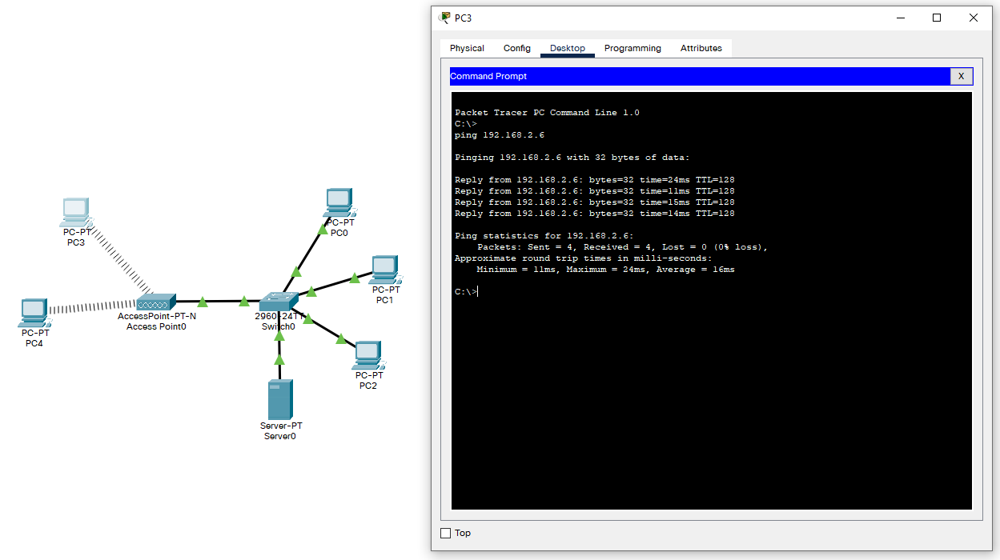 PC3
Physical Config Desktop Programming Attributes
Command Prompt
X
Packet Tracer PC Command Line 1.0
C:\>
ping 192.168.2.6
Pinging 192.168.2.6 with 32 bytes of data:
Reply from 192.168.2.6: bytes=32 time=24ms TTL=128
Reply from 192.168.2.6: bytes=32 time=11ms TTL=128
Reply from 192.168.2.6: bytes=32 time=15ms TTL=128
Reply from 192.168.2.6: bytes=32 time=14ms TTL=128
Ping statistics for 192.168.2.6:
Packets: Sent = 4, Received = 4, Lost = 0 (0% loss),
Approximate round trip times in milli-seconds:
Minimum = 11ms, Maximum = 24ms, Average = 16ms
C:\>
Top
PC-PT
PC3
PC-PT
PC0
PC-PT
PC1
PC-PT
PC4
AccessPoint-PT-N
Access Point0
2960-24TT
Switch0
PC-PT
PC2
Server-PT
Server0